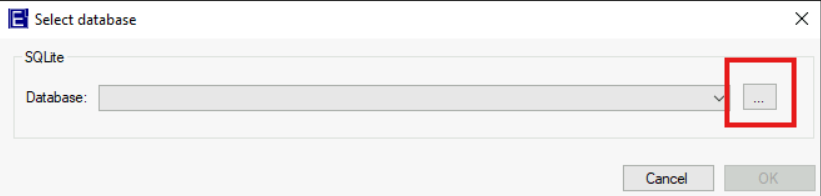 Select database
SQLite
Database:
...
Cancel
OK